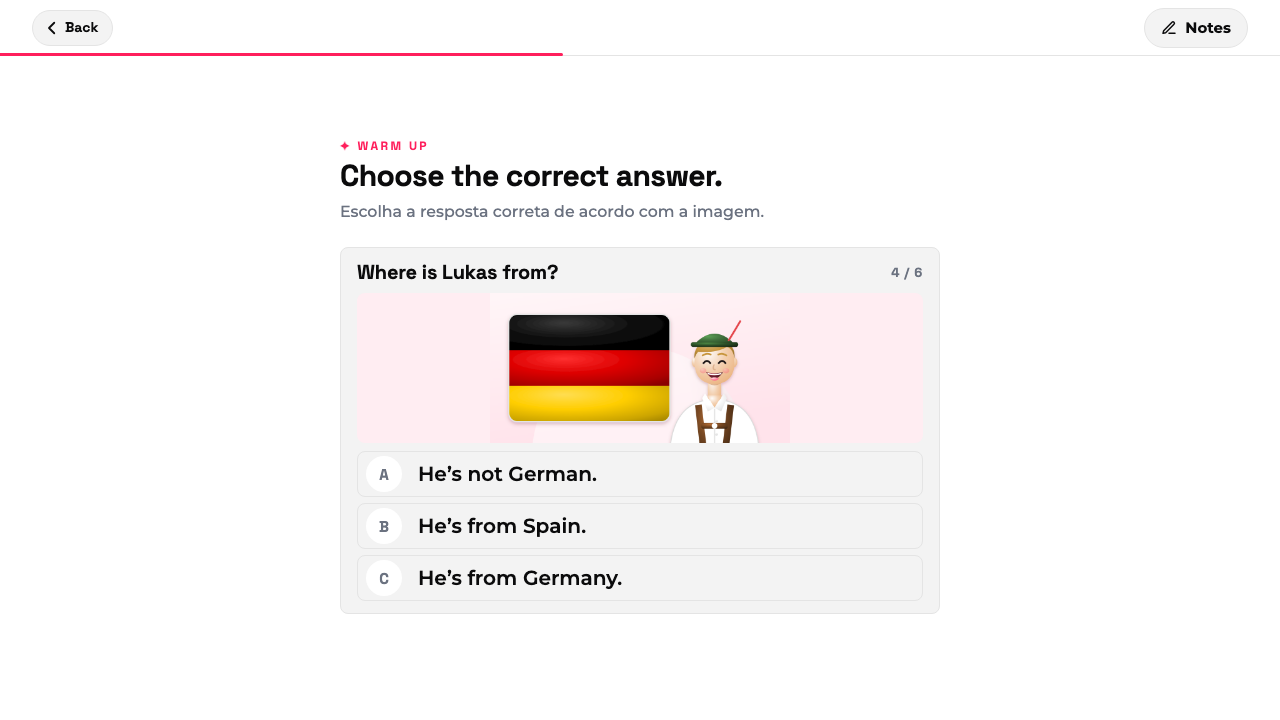 Back
Notes
WARM UP
Choose the correct answer.
Escolha a resposta correta de acordo com a imagem.
Where is Lukas from?
4 / 6
A He’s not German.
B He’s from Spain.
C He’s from Germany.